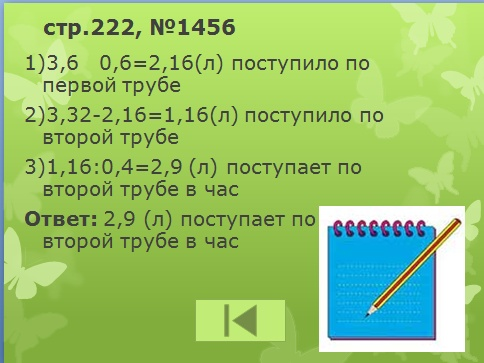 стр.222, №1456
1)3,6 0,6=2,16(л) поступило по
первой трубе
2)3,32-2,16=1,16(л) поступило по
второй трубе
3)1,16:0,4=2,9 (л) поступает по
второй трубе в час
Ответ: 2,9 (л) поступает по
второй трубе в час